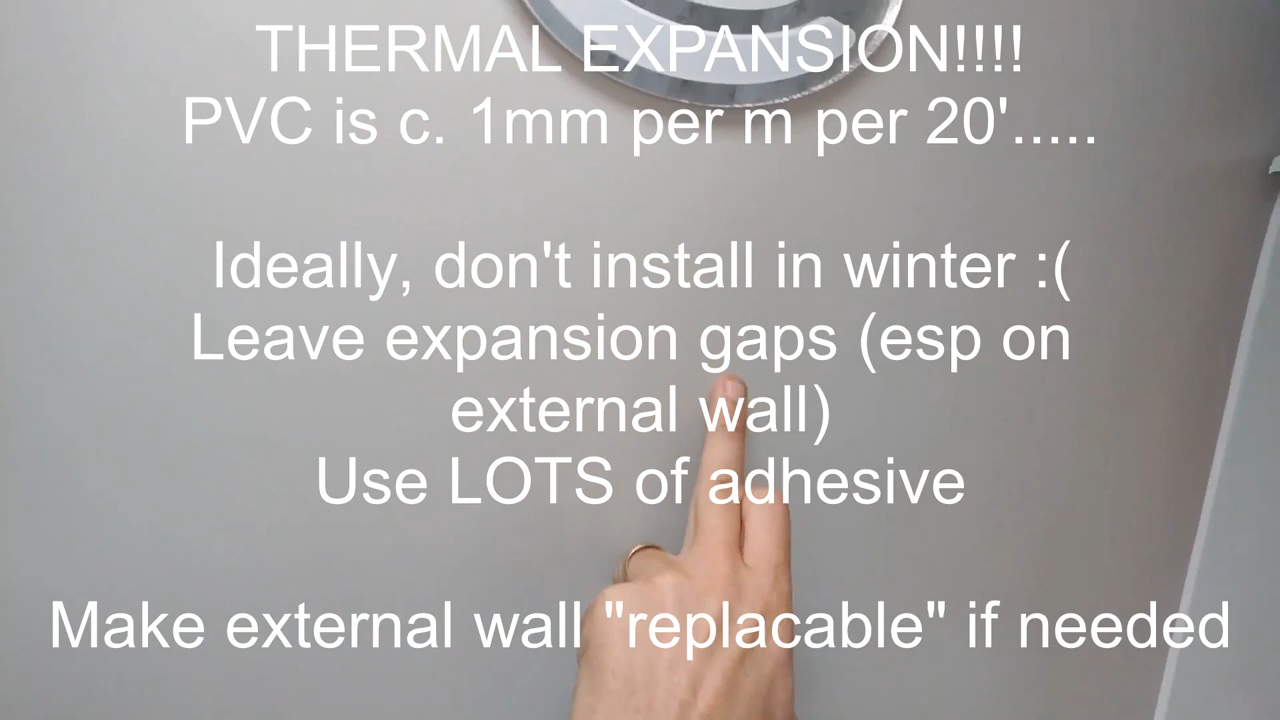 THERMAL EXPANSION!!!!
PVC is c. 1mm per m per 20'.....
Ideally, don't install in winter :(
Leave expansion gaps (esp on
external wall)
Use LOTS of adhesive
Make external wall "replacable" if needed